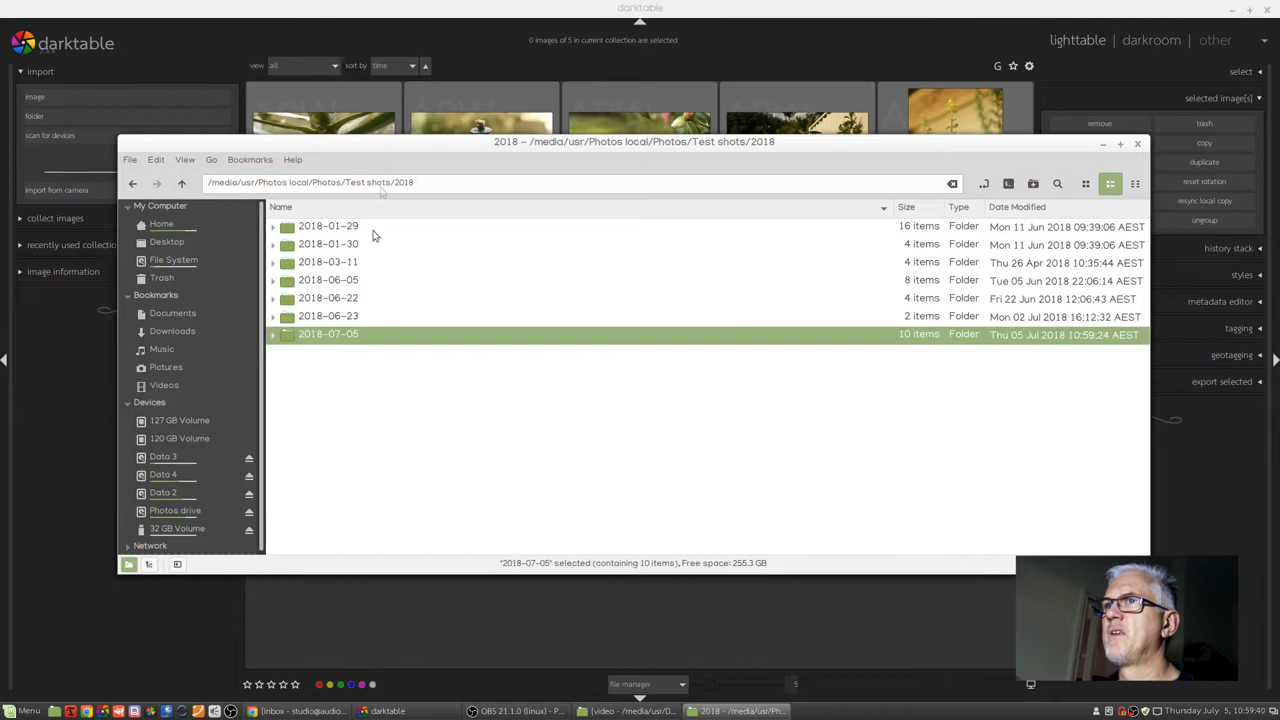 darktable
darktable
0 images of 5 in current collection are selected
lighttable | darkroom | other
import
view all sort by time
G
select
image
selected image[s]
folder
remove trash
scan for devices
copy
duplicate
import from camera
reset rotation
resync local copy
ungroup
collect images
history stack
recently used collectio
styles
image information
metadata editor
tagging
geotagging
export selected
2018 - /media/usr/Photos local/Photos/Test shots/2018
File Edit View Go Bookmarks Help
/media/usr/Photos local/Photos/Test shots/2018
My Computer
Home
Desktop
File System
Trash
Bookmarks
Documents
Downloads
Music
Pictures
Videos
Devices
127 GB Volume
120 GB Volume
Data 3
Data 4
Data 2
Photos drive
32 GB Volume
Network
Name Size Type Date Modified
2018-01-29 16 items Folder Mon 11 Jun 2018 09:39:06 AEST
2018-01-30 4 items Folder Mon 11 Jun 2018 09:39:06 AEST
2018-03-11 4 items Folder Thu 26 Apr 2018 10:35:44 AEST
2018-06-05 8 items Folder Tue 05 Jun 2018 22:06:14 AEST
2018-06-22 4 items Folder Fri 22 Jun 2018 12:06:43 AEST
2018-06-23 2 items Folder Mon 02 Jul 2018 16:12:32 AEST
2018-07-05 10 items Folder Thu 05 Jul 2018 10:59:24 AEST
"2018-07-05" selected (containing 10 items), Free space: 255.3 GB
file manager 5
Menu [Inbox - studio@audio... darktable OBS 21.1.0 (linux) - P... [video - /media/usr/D... 2018 - /media/usr/Ph... Thursday July 5, 10:59:40